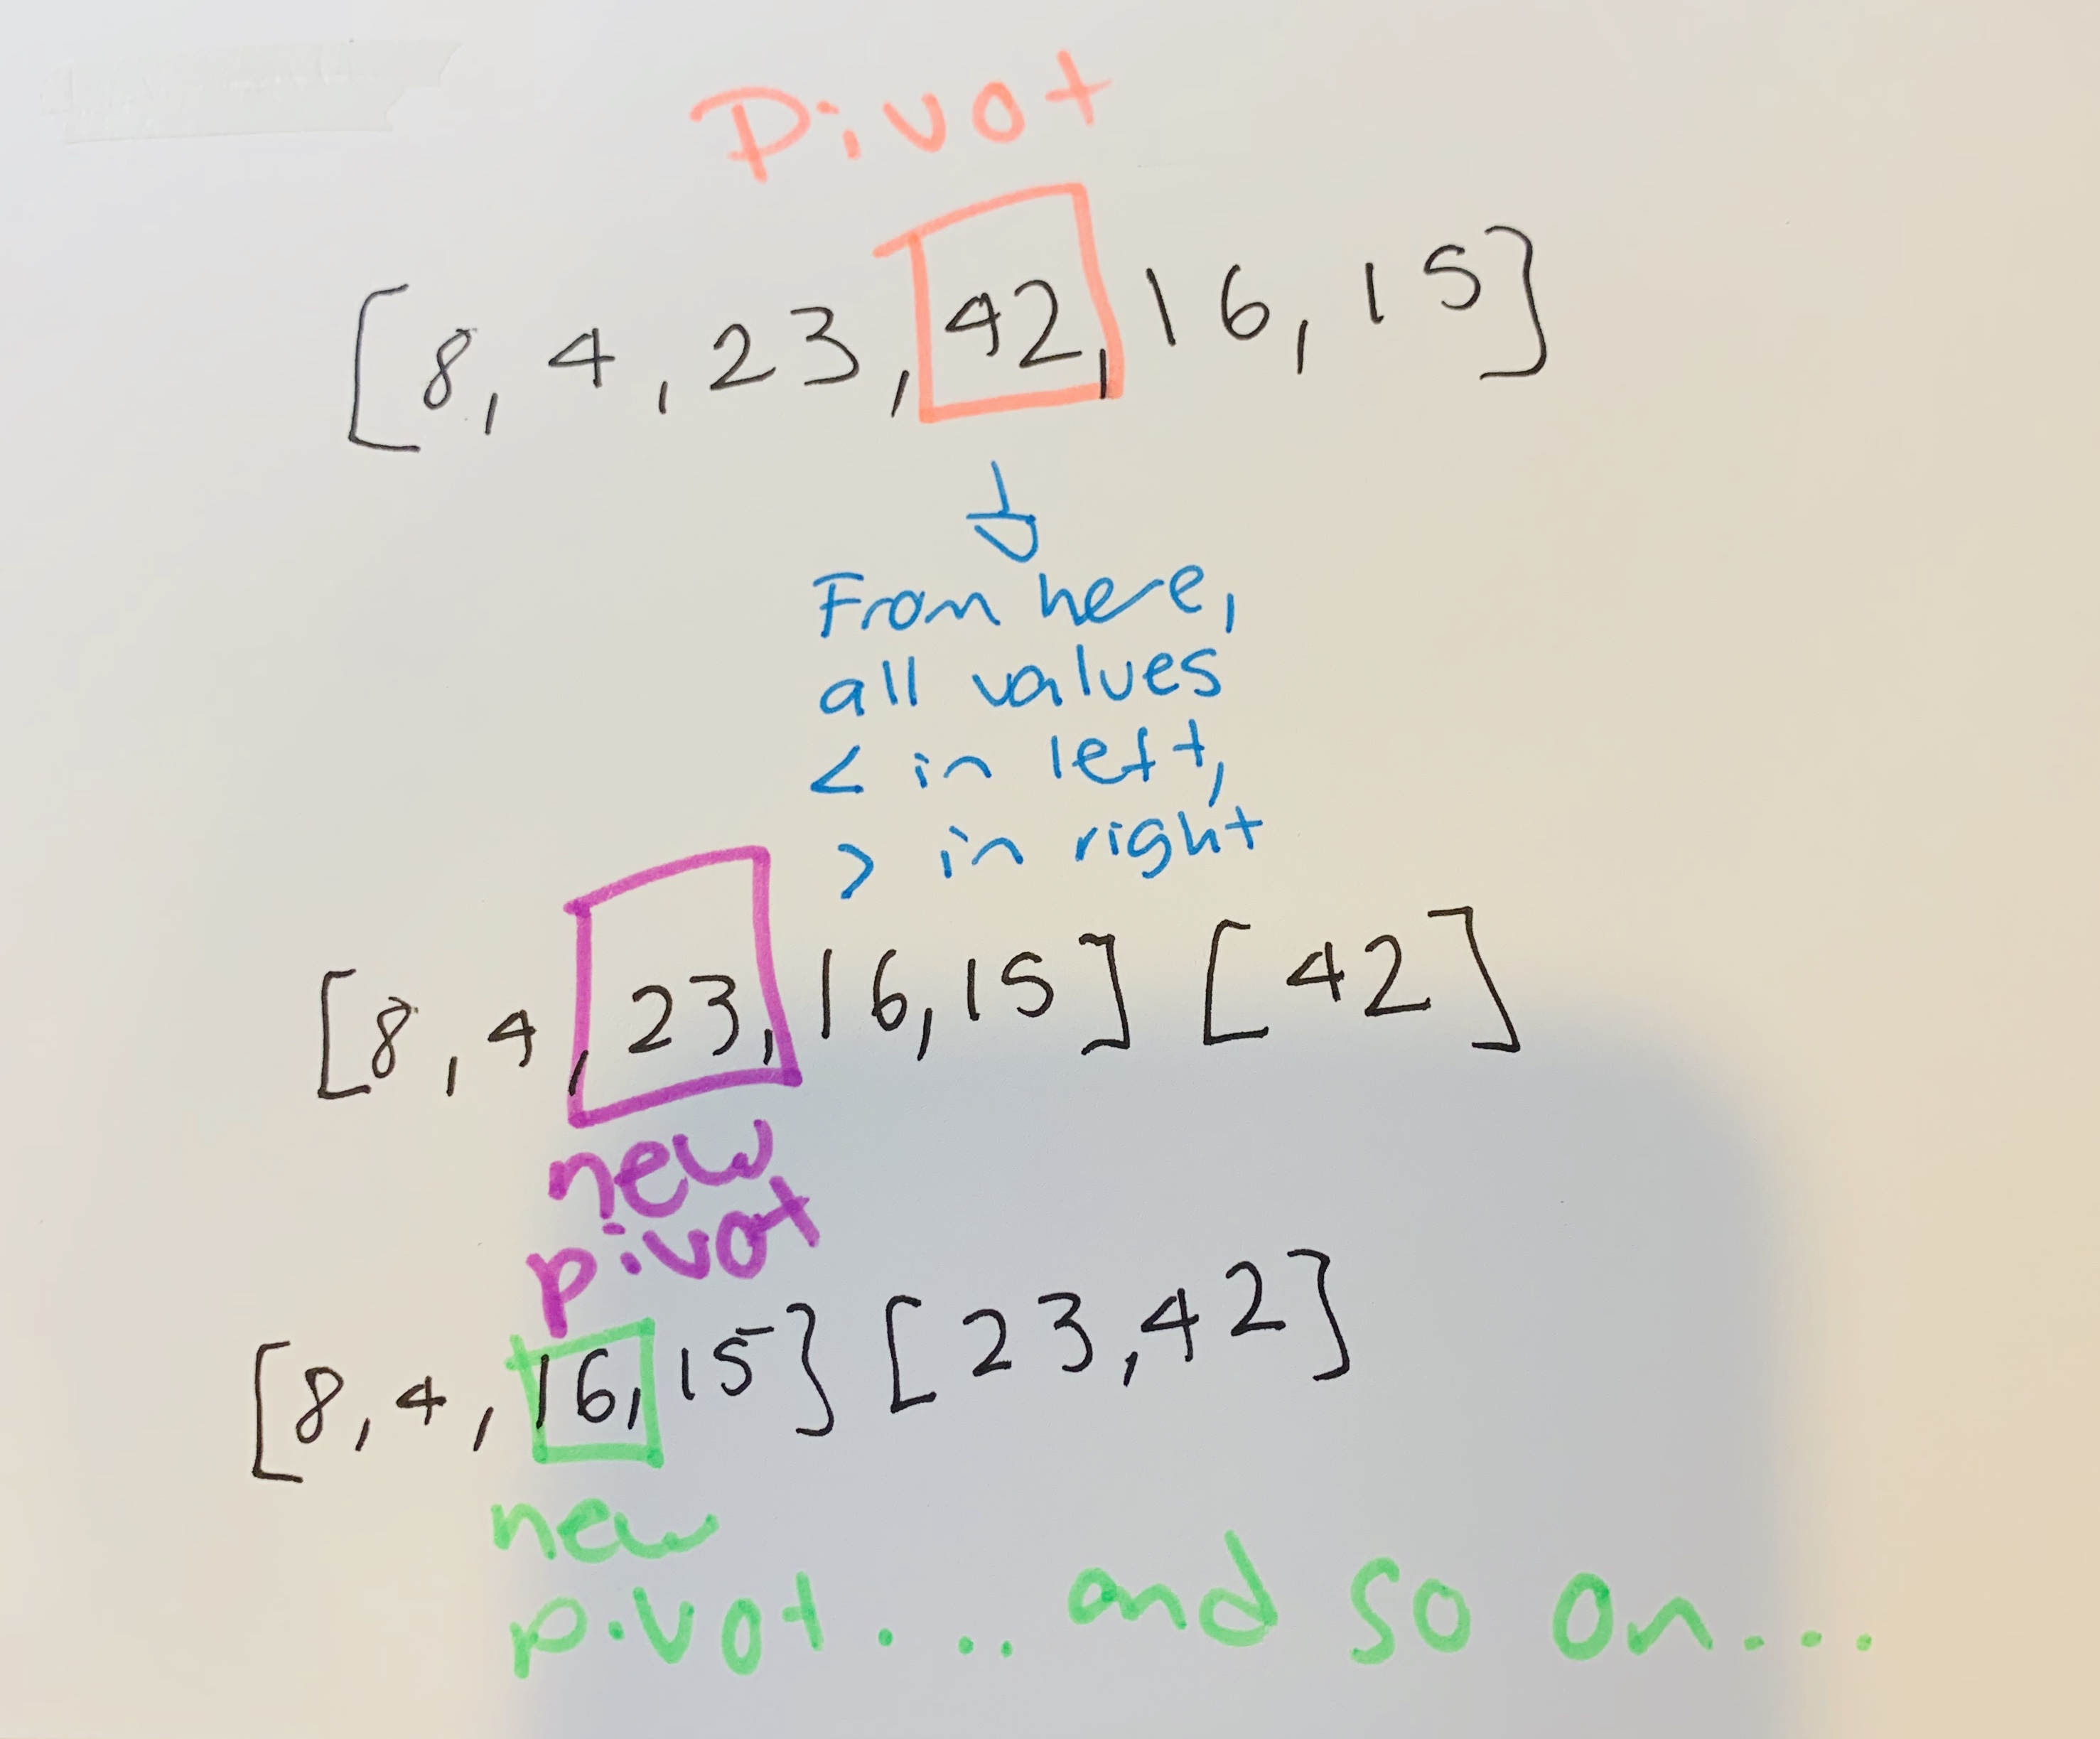 Pivot
[8, 4, 23, 42, 16, 15]
From here,
all values
< in left,
> in right
[8, 4, 23, 16, 15] [42]
new
pivot
[8, 4, 16, 15] [23, 42]
new
pivot... and so on...